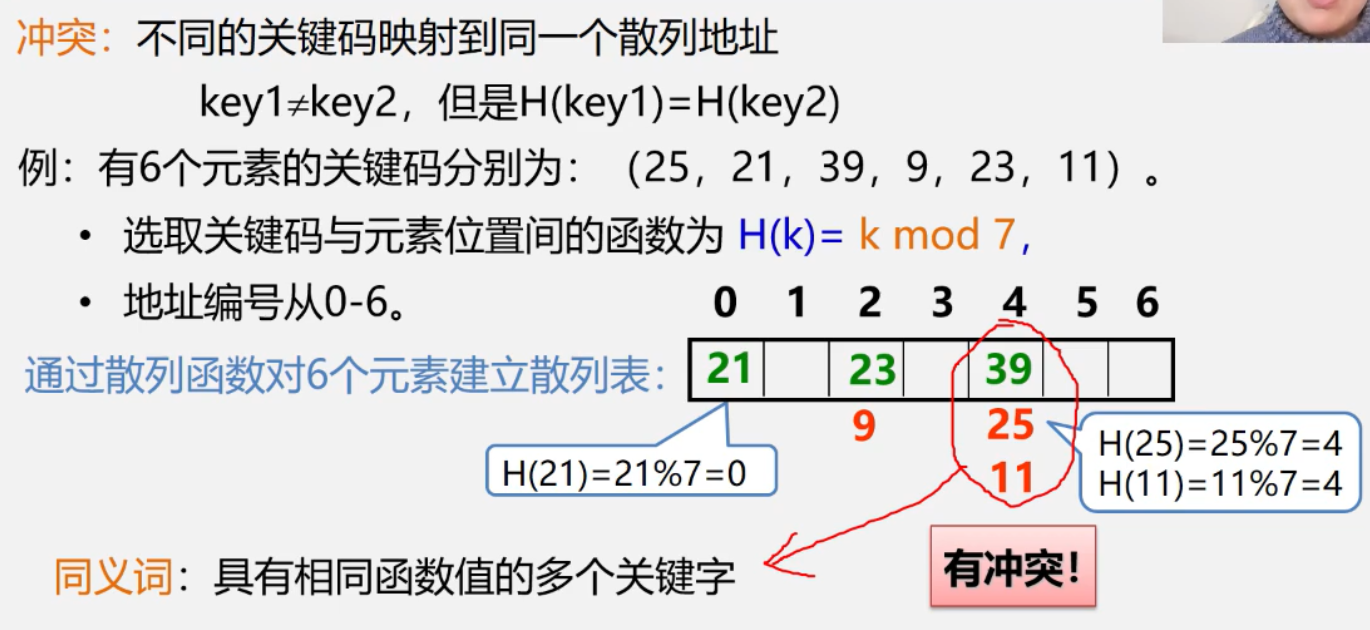 冲突：不同的关键码映射到同一个散列地址
key1≠key2，但是H(key1)=H(key2)
例：有6个元素的关键码分别为：（25，21，39，9，23，11）。
• 选取关键码与元素位置间的函数为 H(k)= k mod 7,
• 地址编号从0-6。
0 1 2 3 4 5 6
通过散列函数对6个元素建立散列表：
21 23 39
9 25
11
H(21)=21%7=0
H(25)=25%7=4
H(11)=11%7=4
有冲突！
同义词：具有相同函数值的多个关键字